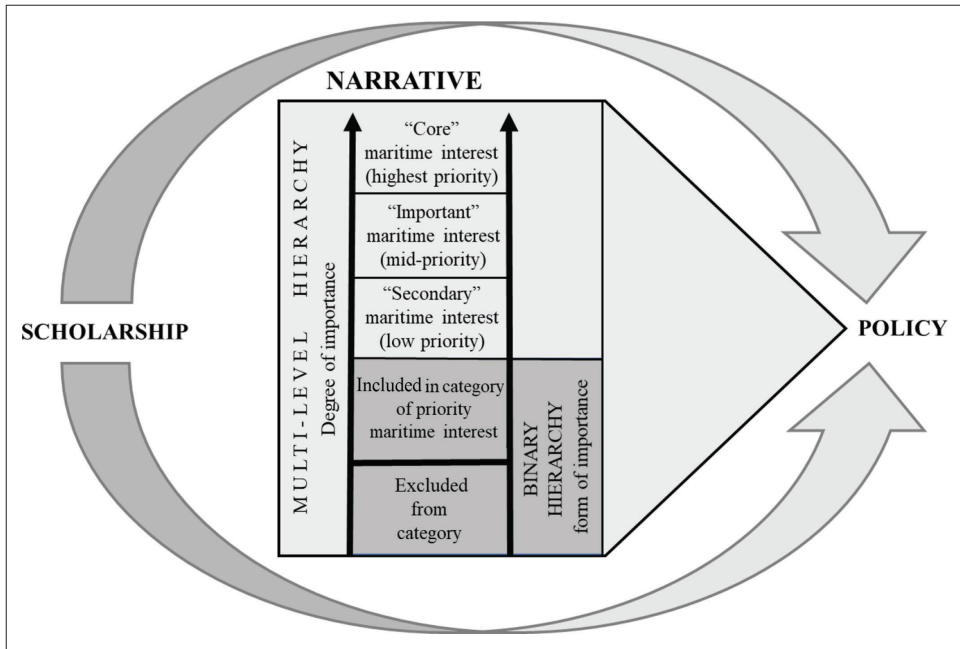 NARRATIVE
MULTI-LEVEL HIERARCHY
Degree of importance
“Core”
maritime interest
(highest priority)
“Important”
maritime interest
(mid-priority)
“Secondary”
maritime interest
(low priority)
Included in category
of priority
maritime interest
Excluded
from
category
BINARY
HIERARCHY
form of importance
SCHOLARSHIP
POLICY